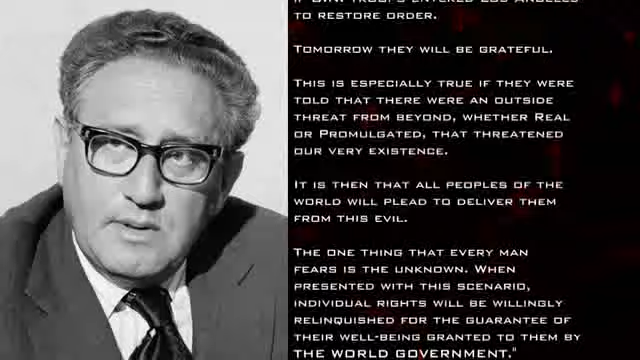 TO RESTORE ORDER.
TOMORROW THEY WILL BE GRATEFUL.
THIS IS ESPECIALLY TRUE IF THEY WERE
TOLD THAT THERE WERE AN OUTSIDE
THREAT FROM BEYOND, WHETHER REAL
OR PROMULGATED, THAT THREATENED
OUR VERY EXISTENCE.
IT IS THEN THAT ALL PEOPLES OF THE
WORLD WILL PLEAD TO DELIVER THEM
FROM THIS EVIL.
THE ONE THING THAT EVERY MAN
FEARS IS THE UNKNOWN. WHEN
PRESENTED WITH THIS SCENARIO,
INDIVIDUAL RIGHTS WILL BE WILLINGLY
RELINQUISHED FOR THE GUARANTEE OF
THEIR WELL-BEING GRANTED TO THEM BY
THE WORLD GOVERNMENT."